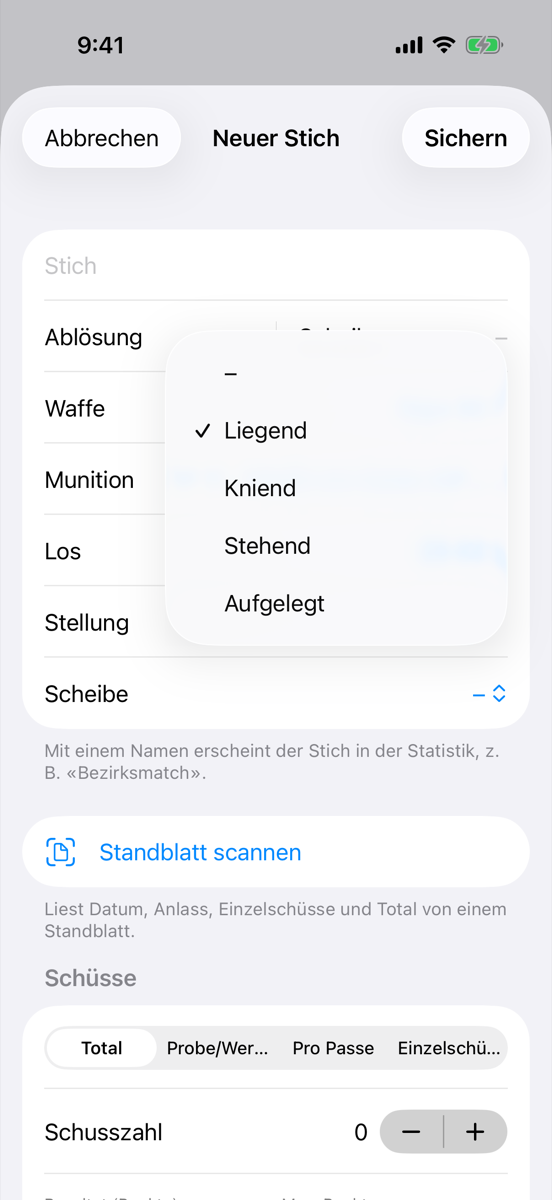 9:41
Abbrechen
Neuer Stich
Sichern
Stich
Ablösung
–
Waffe
Munition
Los
Stellung
–
Liegend
Kniend
Stehend
Aufgelegt
Scheibe –
Mit einem Namen erscheint der Stich in der Statistik, z.
B. «Bezirksmatch».
Standblatt scannen
Liest Datum, Anlass, Einzelschüsse und Total von einem
Standblatt.
Schüsse
Total Probe/Wer... Pro Passe Einzelschü...
Schusszahl 0 − +